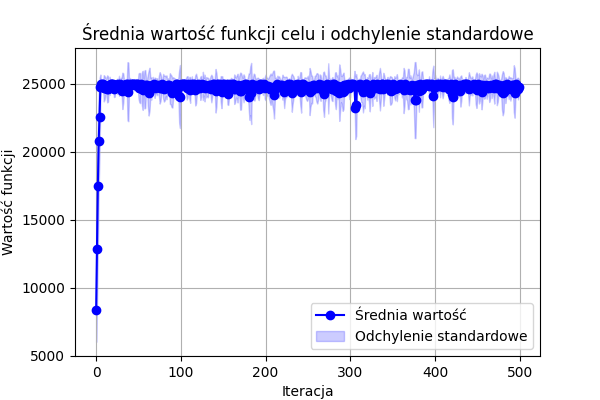 Średnia wartość funkcji celu i odchylenie standardowe
Wartość funkcji
25000
20000
15000
10000
5000
0
100
200
300
400
500
Iteracja
Średnia wartość
Odchylenie standardowe